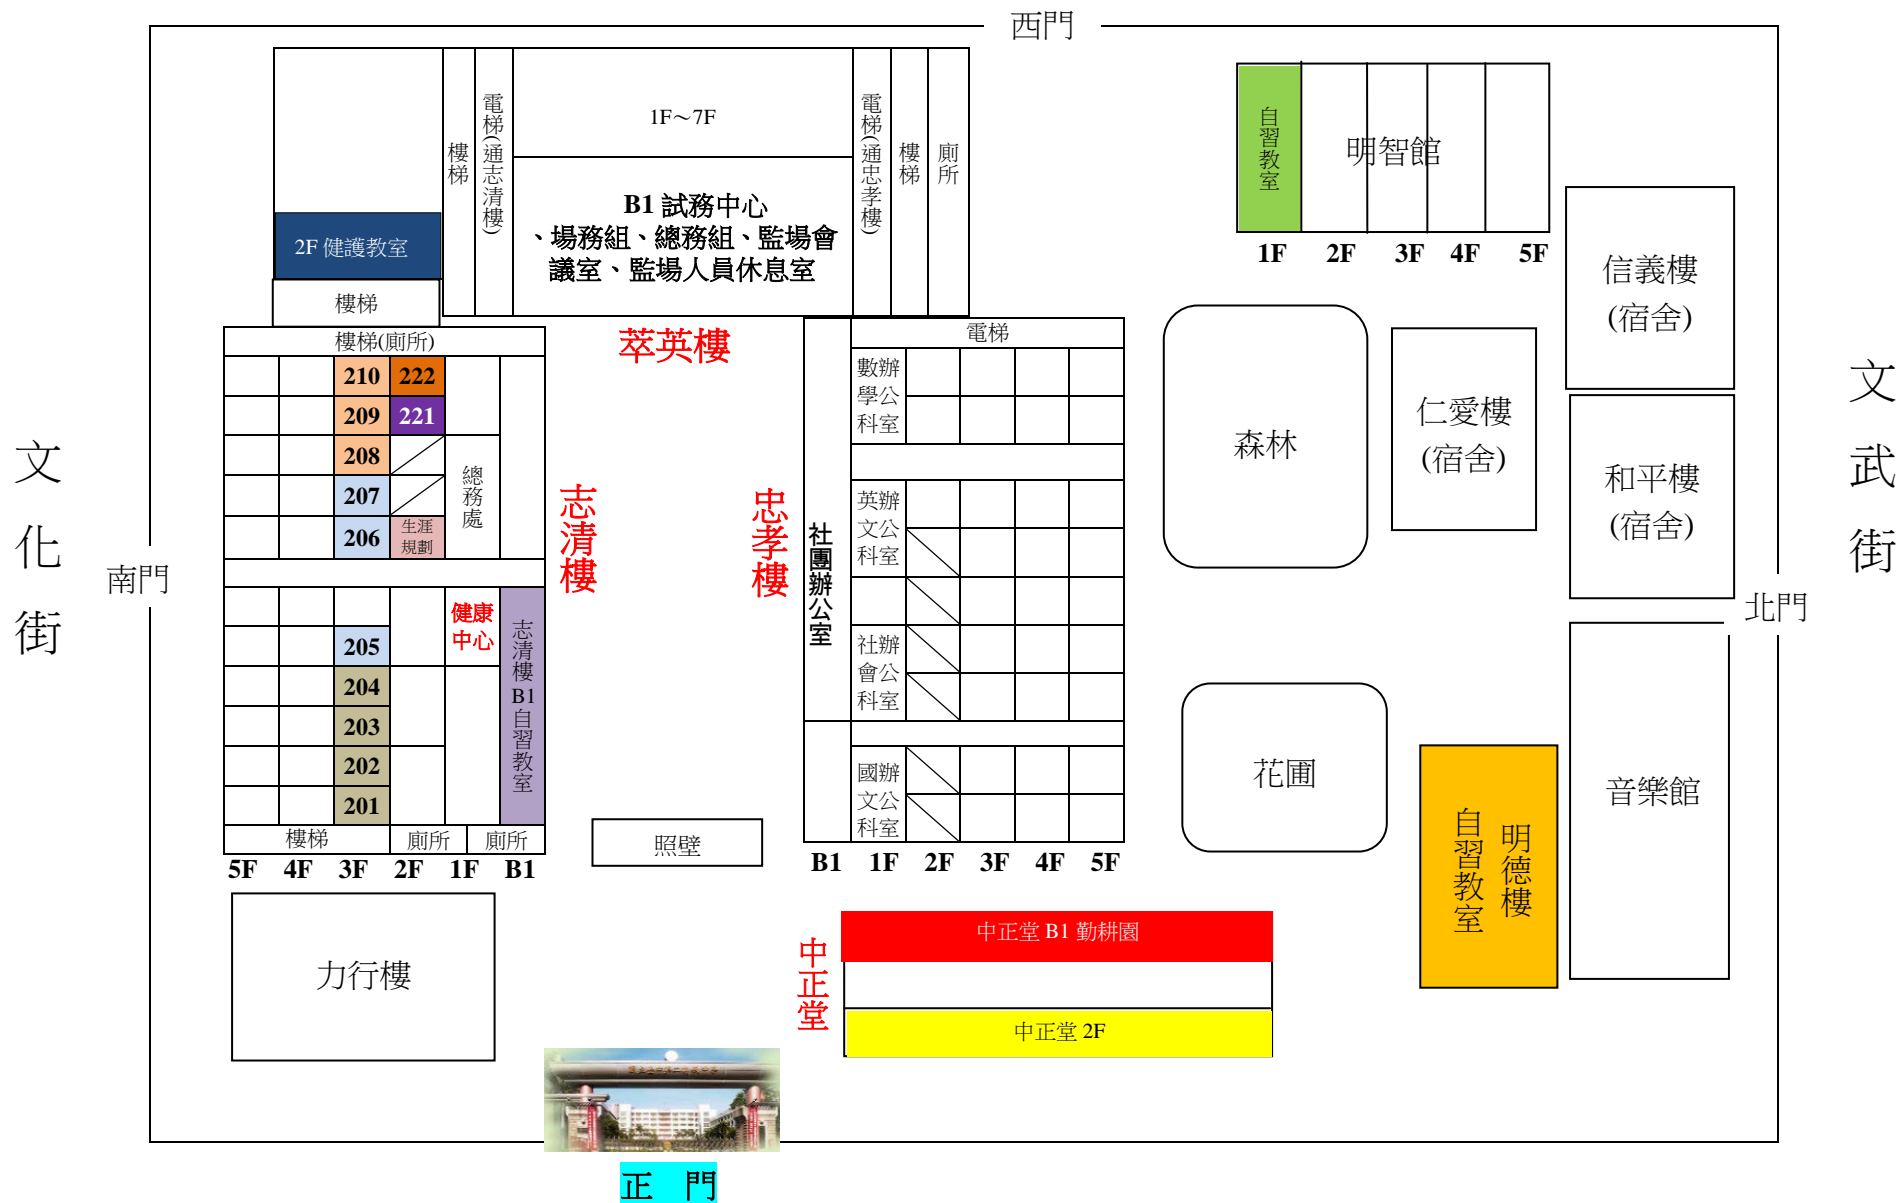 西門
樓梯
電梯(通志清樓)
1F～7F
B1 試務中心
、場務組、總務組、監場會
議室、監場人員休息室
電梯(通忠孝樓)
樓梯
廁所
2F 健護教室
樓梯
萃英樓
自習教室
明智館
1F 2F 3F 4F 5F
信義樓
(宿舍)
仁愛樓
(宿舍)
和平樓
(宿舍)
森林
花圃
音樂館
明德樓
自習教室
文化街
南門
文武街
北門
樓梯(廁所)
210 222
209 221
208
207
206
生涯
規劃
總務處
健康
中心
205
204
203
202
201
志清樓B1自習教室
樓梯 廁所 廁所
5F 4F 3F 2F 1F B1
志清樓
忠孝樓
社團辦公室
電梯
數辦
學公
科室
英辦
文公
科室
社辦
會公
科室
國辦
文公
科室
B1 1F 2F 3F 4F 5F
照壁
力行樓
中正堂
中正堂 B1 勤耕園
中正堂 2F
正 門